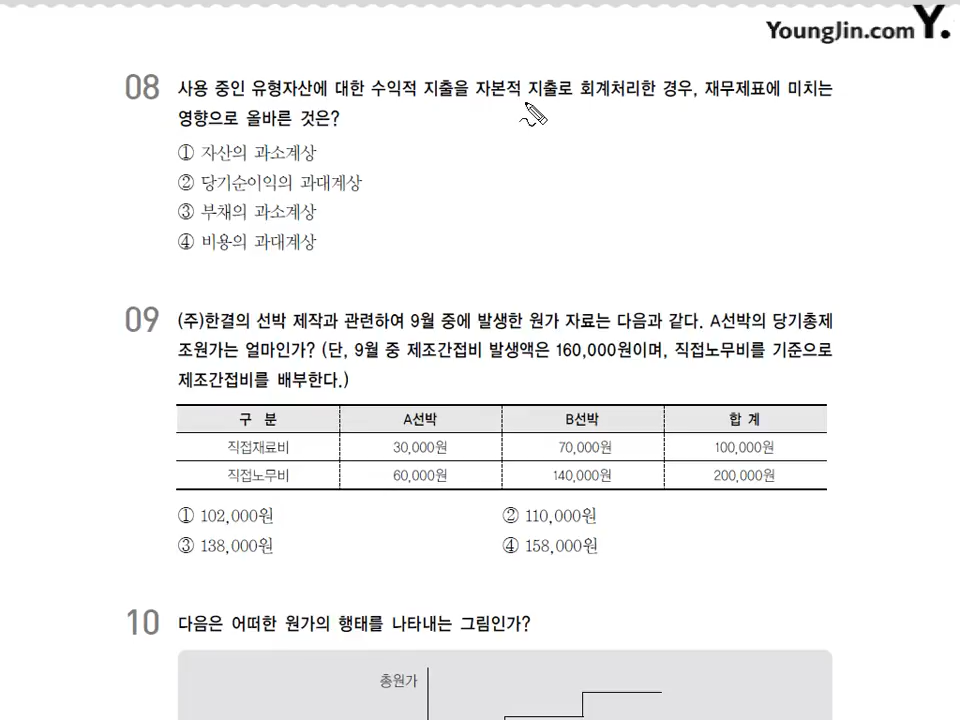 YoungJin.com Y.
08 사용 중인 유형자산에 대한 수익적 지출을 자본적 지출로 회계처리한 경우, 재무제표에 미치는
영향으로 올바른 것은?
① 자산의 과소계상
② 당기순이익의 과대계상
③ 부채의 과소계상
④ 비용의 과대계상
09 (주)한결의 선박 제작과 관련하여 9월 중에 발생한 원가 자료는 다음과 같다. A선박의 당기총제
조원가는 얼마인가? (단, 9월 중 제조간접비 발생액은 160,000원이며, 직접노무비를 기준으로
제조간접비를 배부한다.)
구 분 A선박 B선박 합 계
직접재료비 30,000원 70,000원 100,000원
직접노무비 60,000원 140,000원 200,000원
① 102,000원 ② 110,000원
③ 138,000원 ④ 158,000원
10 다음은 어떠한 원가의 행태를 나타내는 그림인가?
총원가